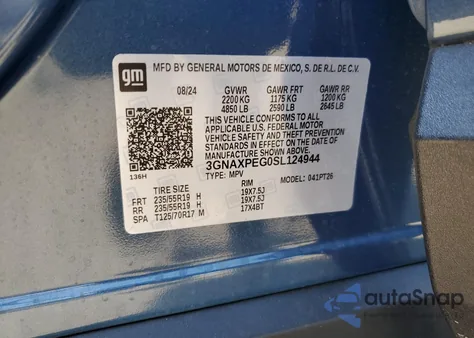 gm
MFD BY GENERAL MOTORS DE MEXICO, S. DE R.L. DE C.V.
08/24 GVWR GAWR FRT GAWR RR
2200 KG 1175 KG 1200 KG
4850 LB 2590 LB 2645 LB
THIS VEHICLE CONFORMS TO ALL
APPLICABLE U.S. FEDERAL MOTOR
VEHICLE SAFETY AND THEFT PREVENTION
STANDARDS IN EFFECT ON THE DATE OF
MANUFACTURE SHOWN ABOVE.
3GNAXPEG0SL124944
136H TYPE: MPV MODEL: 041PT26
TIRE SIZE RIM
FRT 235/55R19 H 19X7.5J
RR 235/55R19 H 19X7.5J
SPA T125/70R17 M 17X4BT
autoSnap